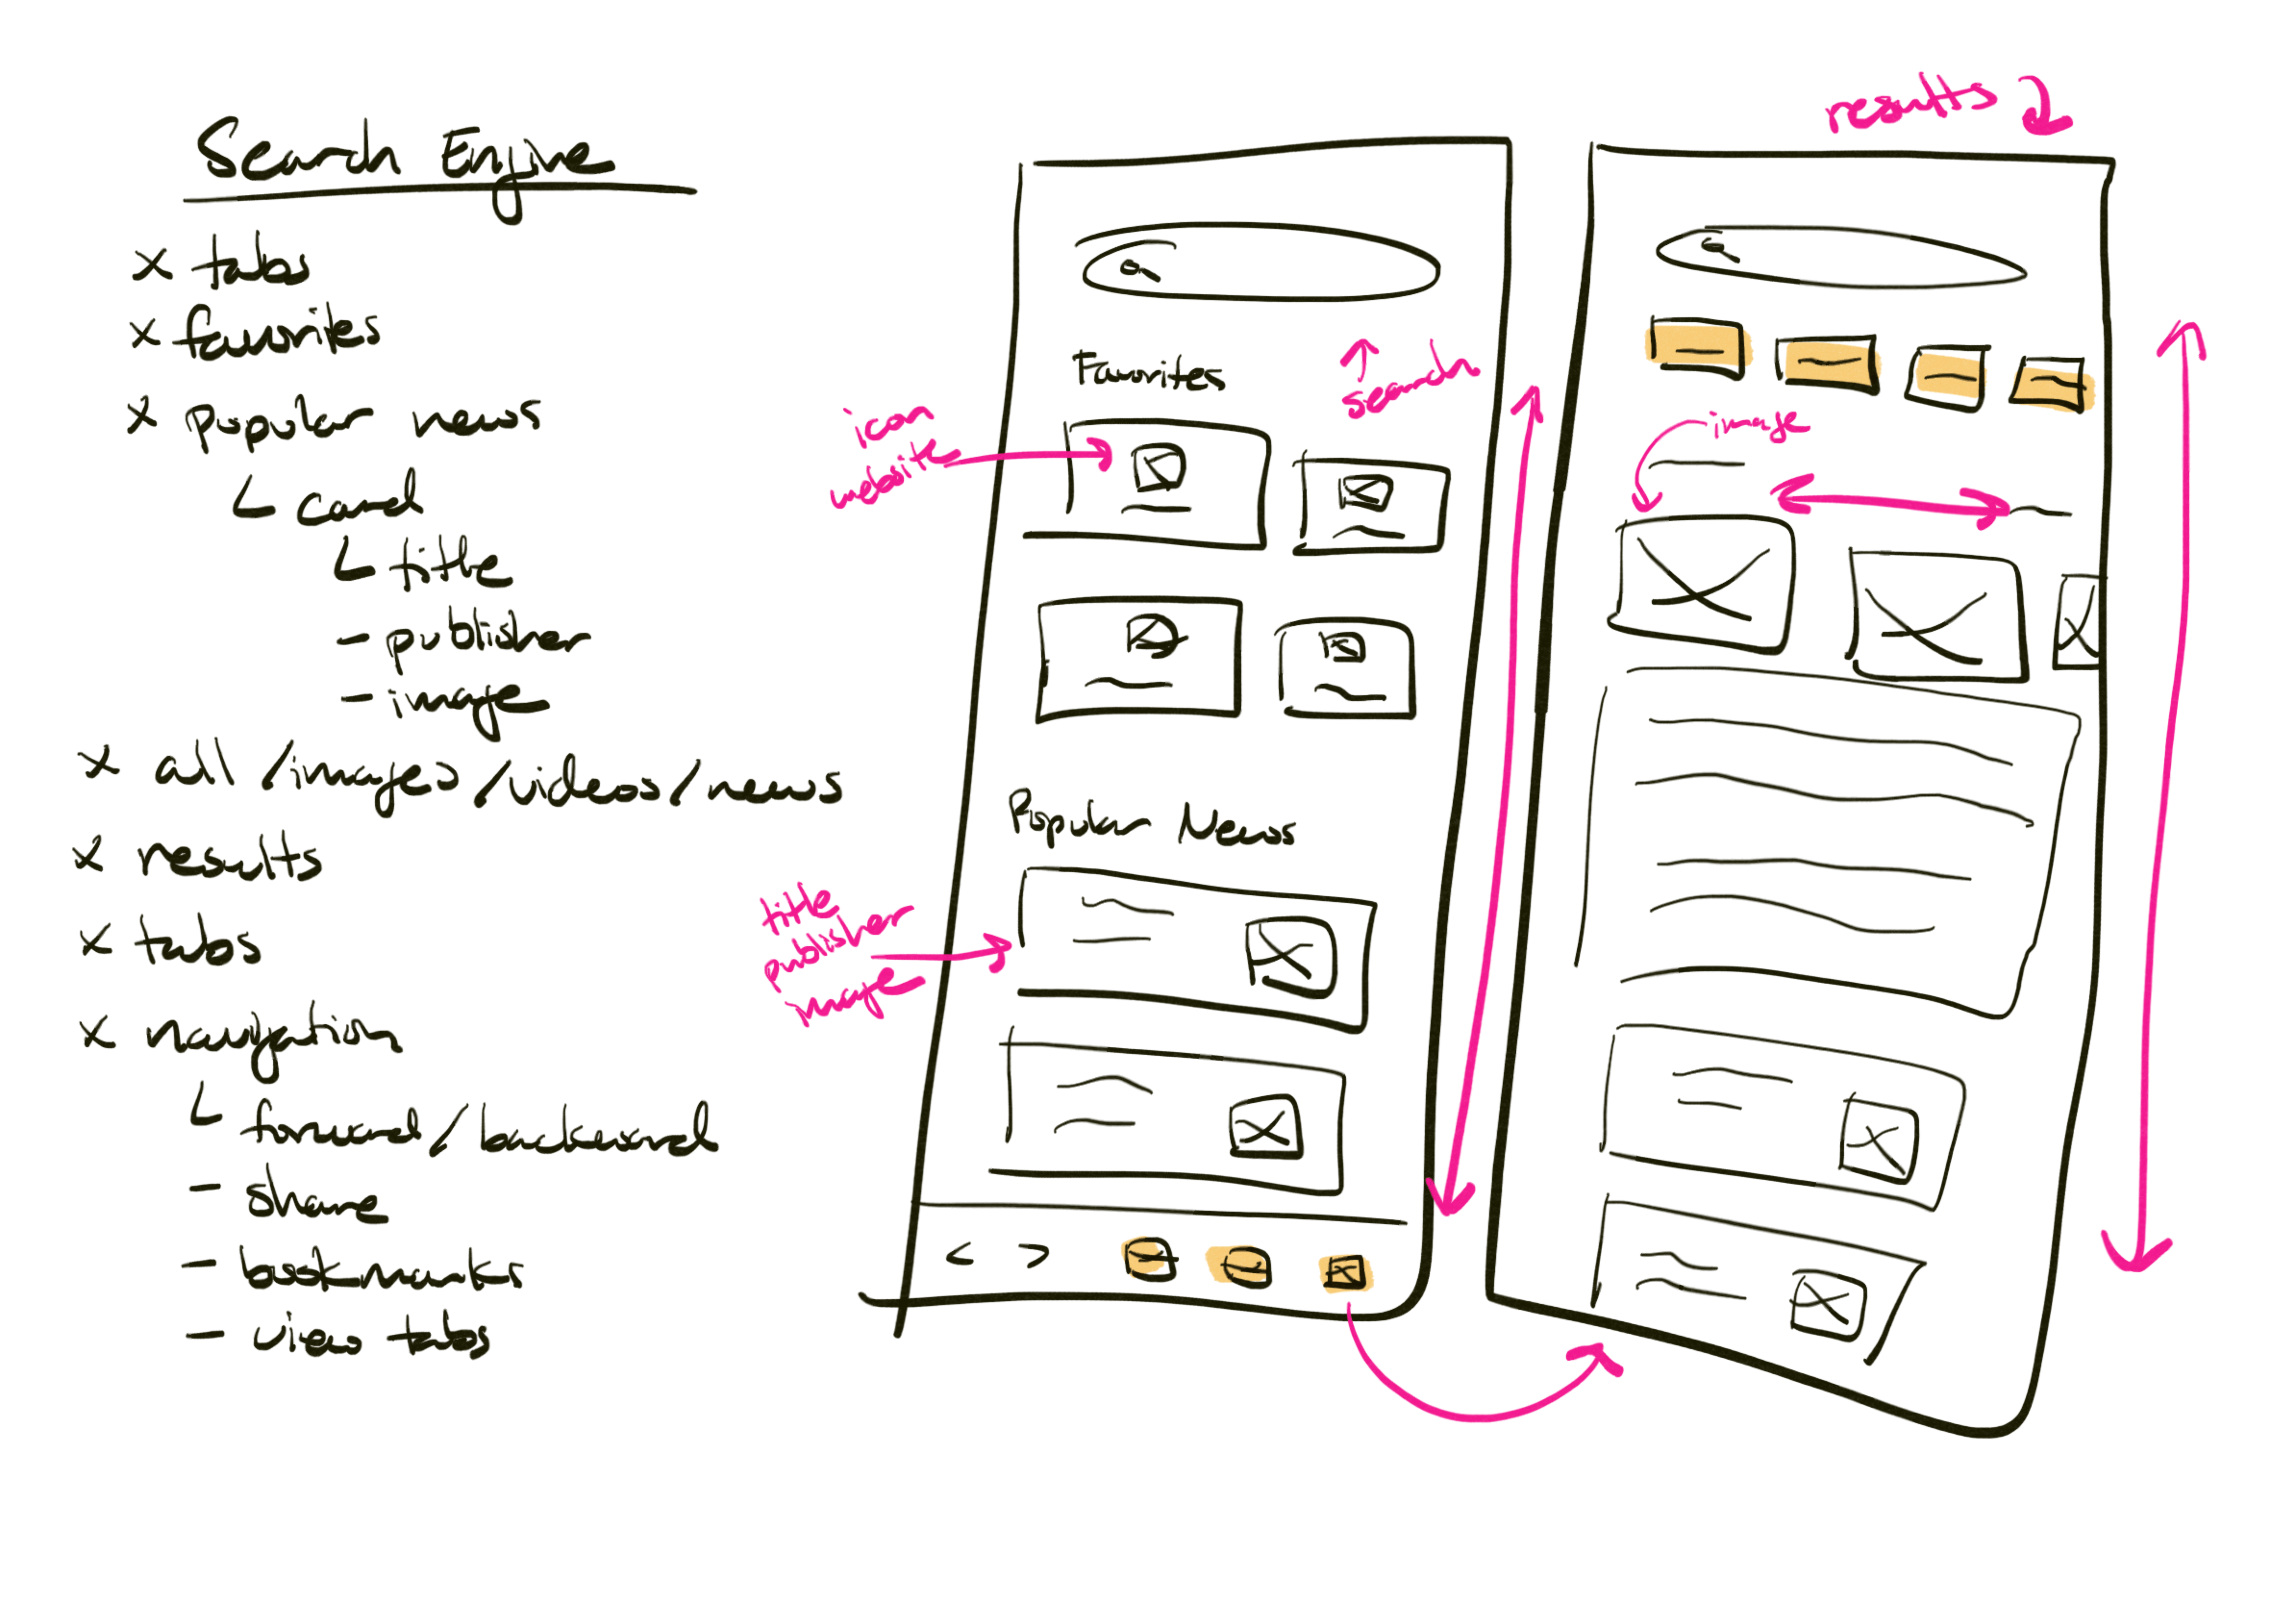 Search Engine
x tabs
x favorites
x popular news
card
title
- publisher
- image
x all/images/videos/news
x results
x tabs
x navigation
forward/backward
- share
- bookmarks
- view tabs
Favorites
search
icon
website
Popular News
title
publisher
image
< >
results
image